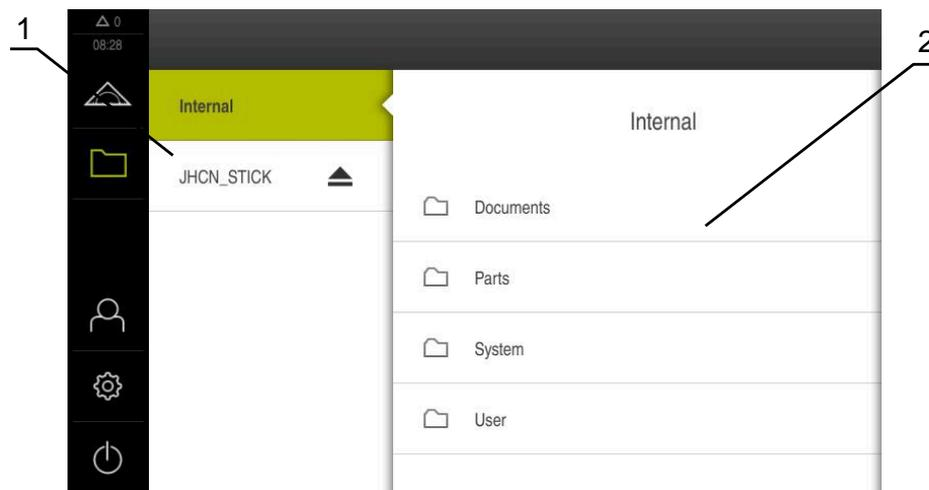 1
0
08:28
2
Internal
JHCN_STICK
Internal
Documents
Parts
System
User